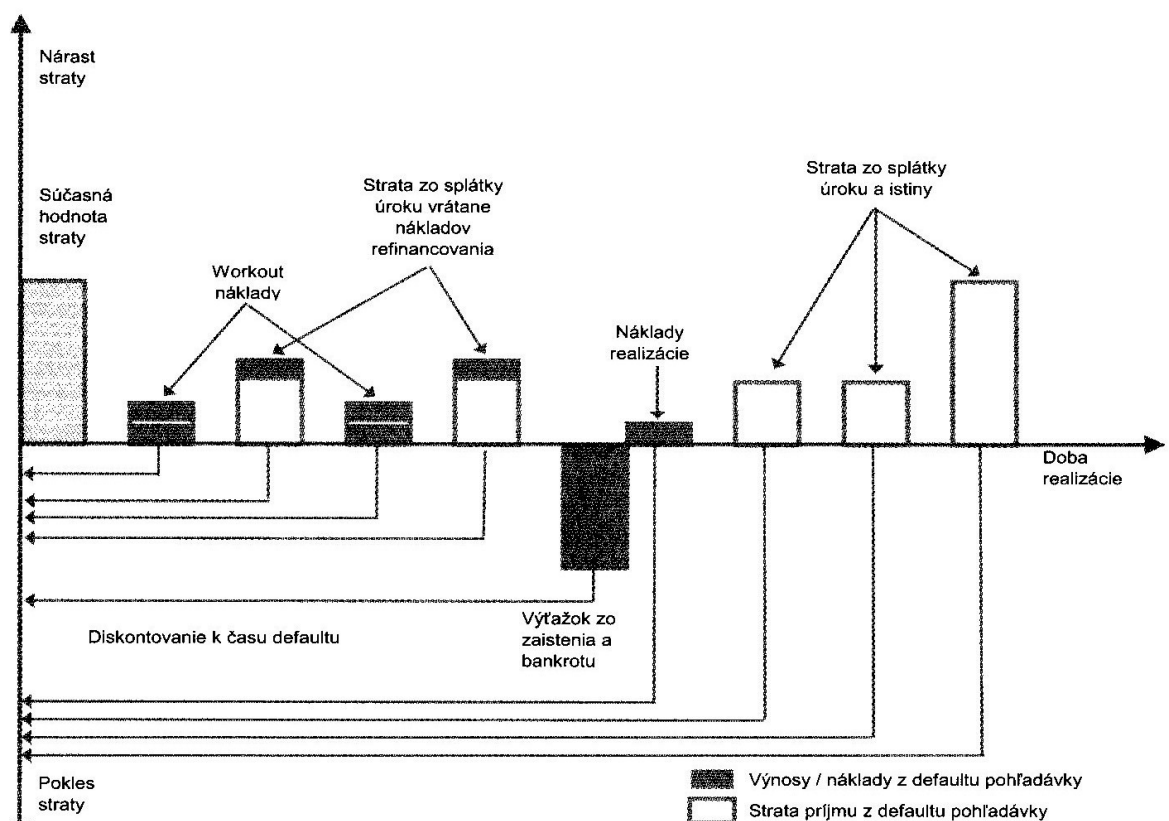 Nárast
straty
Súčasná
hodnota
straty
Workout
náklady
Strata zo splátky
úroku vrátane
nákladov
refinancovania
Náklady
realizácie
Strata zo splátky
úroku a istiny
Doba
realizácie
Výťažok zo
zaistenia a
bankrotu
Diskontovanie k času defaultu
Pokles
straty
Výnosy / náklady z defaultu pohľadávky
Strata príjmu z defaultu pohľadávky